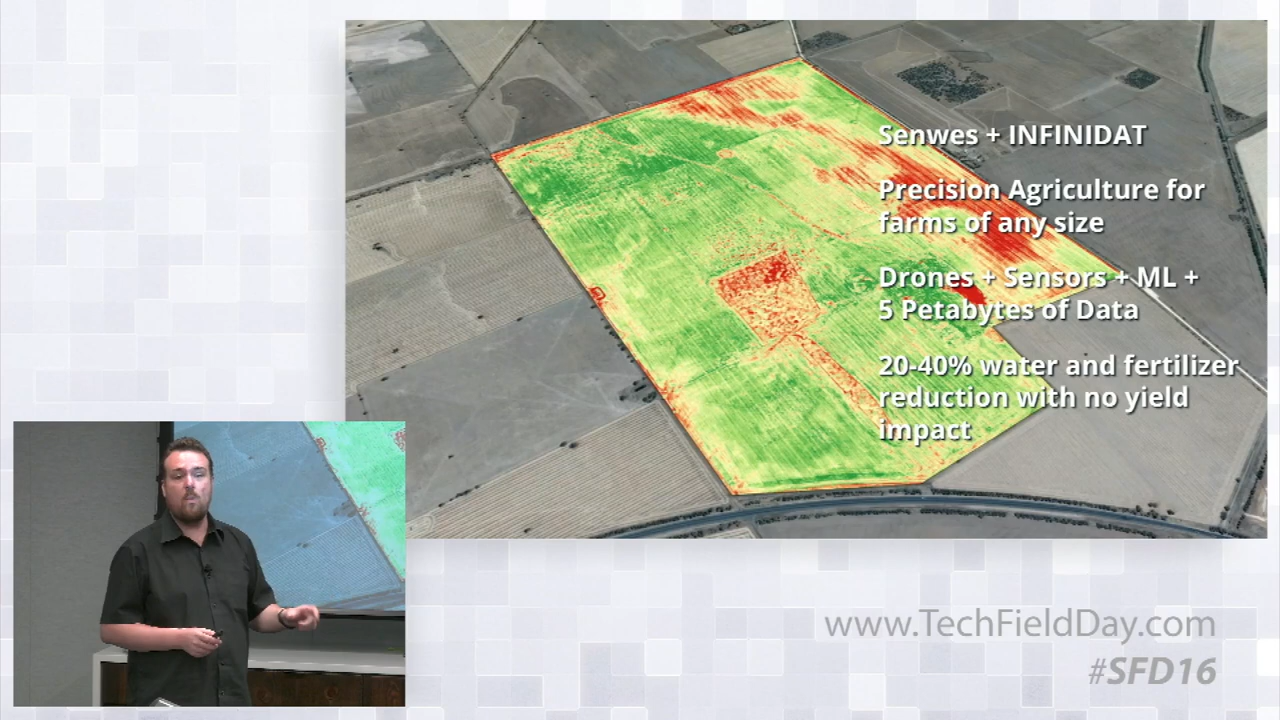 Senwes + INFINIDAT
Precision Agriculture for
farms of any size
Drones + Sensors + ML +
5 Petabytes of Data
20-40% water and fertilizer
reduction with no yield
impact
www.TechFieldDay.com
#SFD16